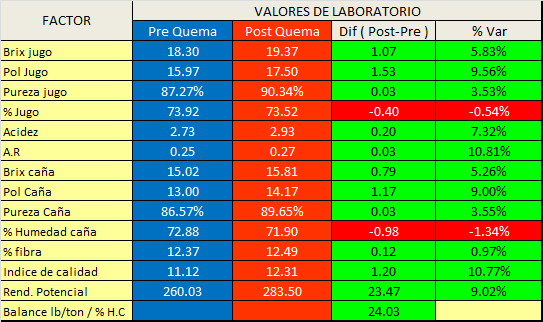 FACTOR VALORES DE LABORATORIO
Pre Quema Post Quema Dif ( Post-Pre ) % Var
Brix jugo 18.30 19.37 1.07 5.83%
Pol Jugo 15.97 17.50 1.53 9.56%
Pureza jugo 87.27% 90.34% 0.03 3.53%
% Jugo 73.92 73.52 -0.40 -0.54%
Acidez 2.73 2.93 0.20 7.32%
A.R 0.25 0.27 0.03 10.81%
Brix caña 15.02 15.81 0.79 5.26%
Pol Caña 13.00 14.17 1.17 9.00%
Pureza Caña 86.57% 89.65% 0.03 3.55%
% Humedad caña 72.88 71.90 -0.98 -1.34%
% fibra 12.37 12.49 0.12 0.97%
Indice de calidad 11.12 12.31 1.20 10.77%
Rend. Potencial 260.03 283.50 23.47 9.02%
Balance lb/ton / % H.C 24.03